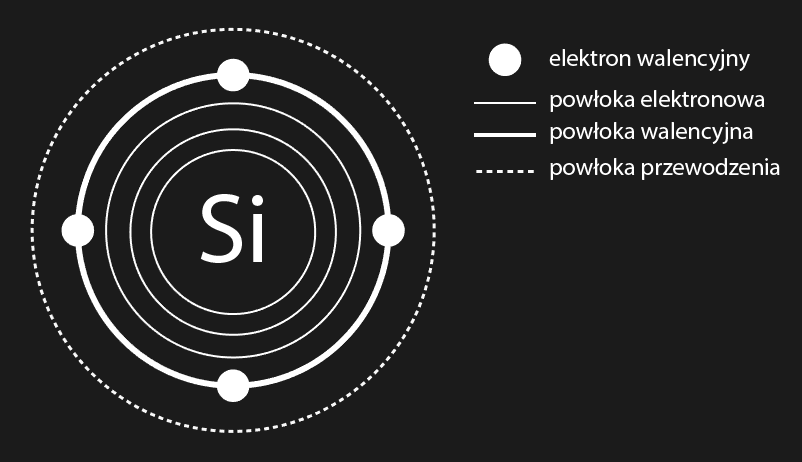 Si
elektron walencyjny
powłoka elektronowa
powłoka walencyjna
powłoka przewodzenia